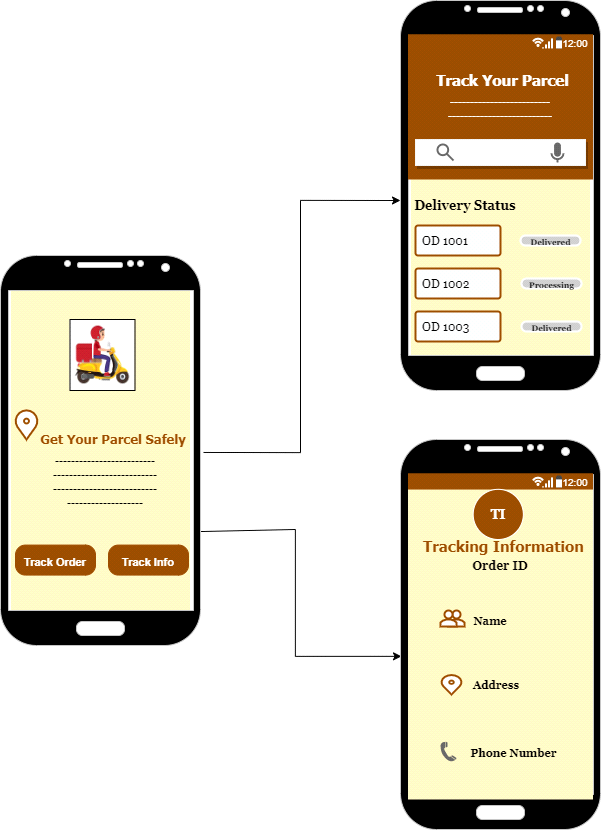 Get Your Parcel Safely
Track Order
Track Info
12:00
Track Your Parcel
Delivery Status
OD 1001
Delivered
OD 1002
Processing
OD 1003
Delivered
12:00
TI
Tracking Information
Order ID
Name
Address
Phone Number